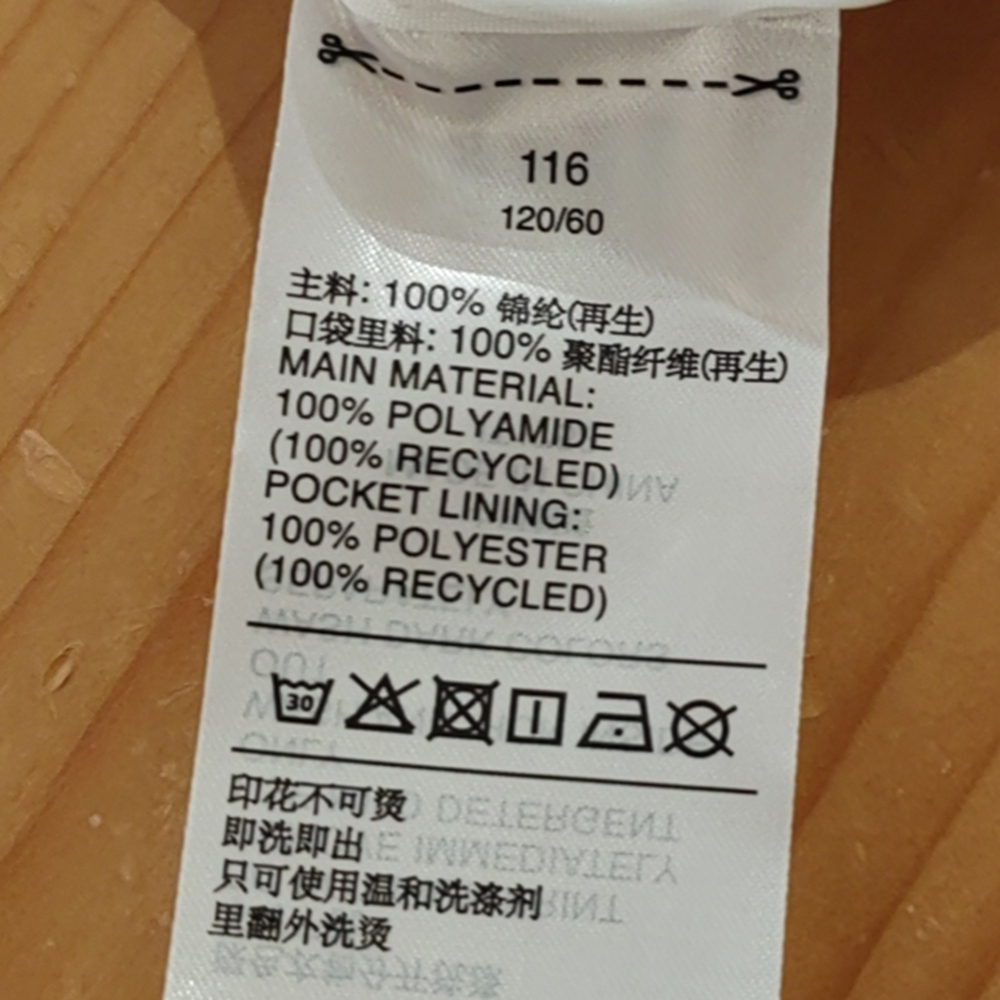 116
120/60
主料: 100% 锦纶(再生)
口袋里料: 100% 聚酯纤维(再生)
MAIN MATERIAL:
100% POLYAMIDE
(100% RECYCLED)
POCKET LINING:
100% POLYESTER
(100% RECYCLED)
30
印花不可烫
即洗即出
只可使用温和洗涤剂
里翻外洗烫